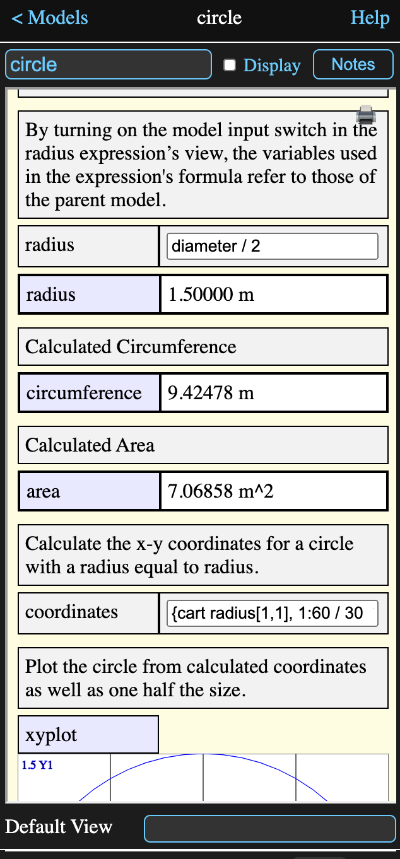 < Models circle Help
circle Display Notes
By turning on the model input switch in the
radius expression’s view, the variables used
in the expression's formula refer to those of
the parent model.
radius diameter / 2
radius 1.50000 m
Calculated Circumference
circumference 9.42478 m
Calculated Area
area 7.06858 m^2
Calculate the x-y coordinates for a circle
with a radius equal to radius.
coordinates {cart radius[1,1], 1:60 / 30
Plot the circle from calculated coordinates
as well as one half the size.
xyplot
1.5 Y1
Default View